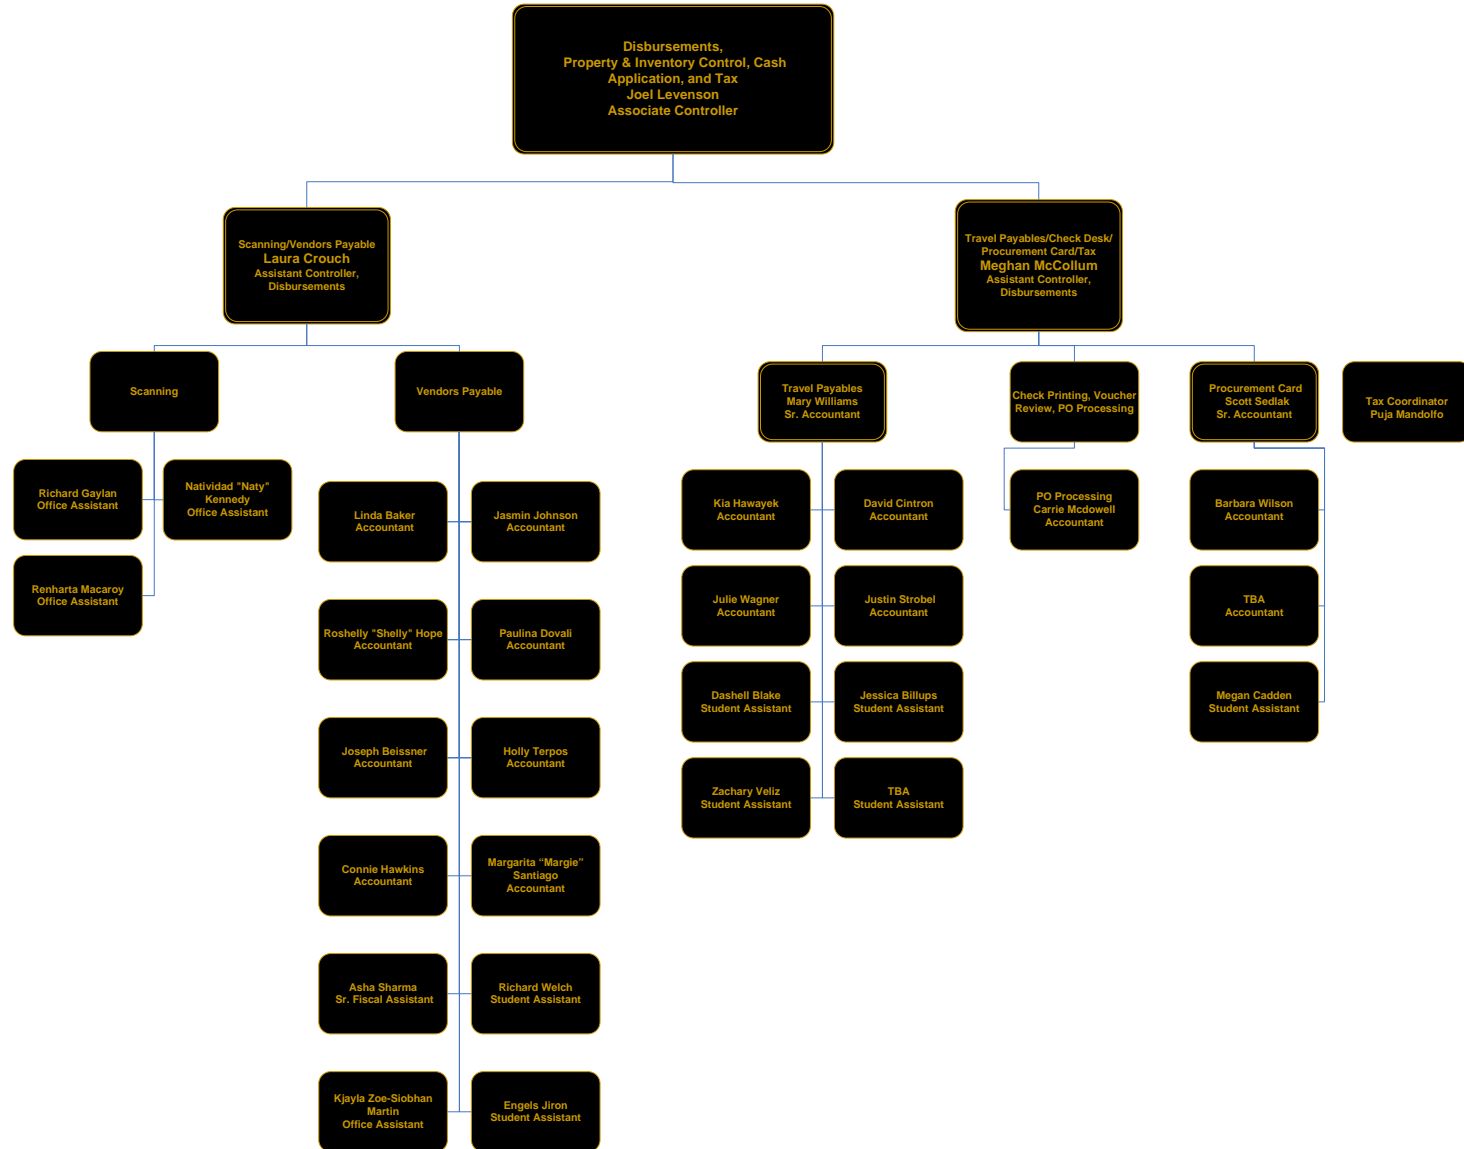 Disbursements,
Property & Inventory Control, Cash
Application, and Tax
Joel Levenson
Associate Controller
Scanning/Vendors Payable
Laura Crouch
Assistant Controller,
Disbursements
Travel Payables/Check Desk/
Procurement Card/Tax
Meghan McCollum
Assistant Controller,
Disbursements
Scanning
Vendors Payable
Travel Payables
Mary Williams
Sr. Accountant
Check Printing, Voucher
Review, PO Processing
Procurement Card
Scott Sedlak
Sr. Accountant
Tax Coordinator
Puja Mandolfo
Richard Gaylan
Office Assistant
Natividad "Naty"
Kennedy
Office Assistant
Renharta Macaroy
Office Assistant
Linda Baker
Accountant
Jasmin Johnson
Accountant
Roshelly "Shelly" Hope
Accountant
Paulina Dovali
Accountant
Joseph Beissner
Accountant
Holly Terpos
Accountant
Connie Hawkins
Accountant
Margarita “Margie”
Santiago
Accountant
Asha Sharma
Sr. Fiscal Assistant
Richard Welch
Student Assistant
Kjayla Zoe-Siobhan
Martin
Office Assistant
Engels Jiron
Student Assistant
Kia Hawayek
Accountant
David Cintron
Accountant
Julie Wagner
Accountant
Justin Strobel
Accountant
Dashell Blake
Student Assistant
Jessica Billups
Student Assistant
Zachary Veliz
Student Assistant
TBA
Student Assistant
PO Processing
Carrie Mcdowell
Accountant
Barbara Wilson
Accountant
TBA
Accountant
Megan Cadden
Student Assistant